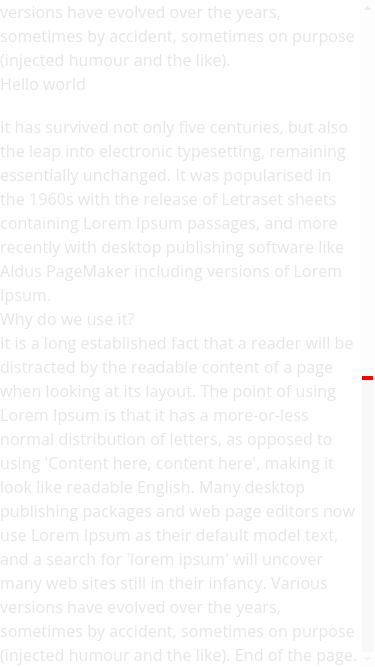 versions have evolved over the years,
sometimes by accident, sometimes on purpose
(injected humour and the like).
Hello world
It has survived not only five centuries, but also
the leap into electronic typesetting, remaining
essentially unchanged. It was popularised in
the 1960s with the release of Letraset sheets
containing Lorem Ipsum passages, and more
recently with desktop publishing software like
Aldus PageMaker including versions of Lorem
Ipsum.
Why do we use it?
It is a long established fact that a reader will be
distracted by the readable content of a page
when looking at its layout. The point of using
Lorem Ipsum is that it has a more-or-less
normal distribution of letters, as opposed to
using 'Content here, content here', making it
look like readable English. Many desktop
publishing packages and web page editors now
use Lorem Ipsum as their default model text,
and a search for 'lorem ipsum' will uncover
many web sites still in their infancy. Various
versions have evolved over the years,
sometimes by accident, sometimes on purpose
(injected humour and the like). End of the page.